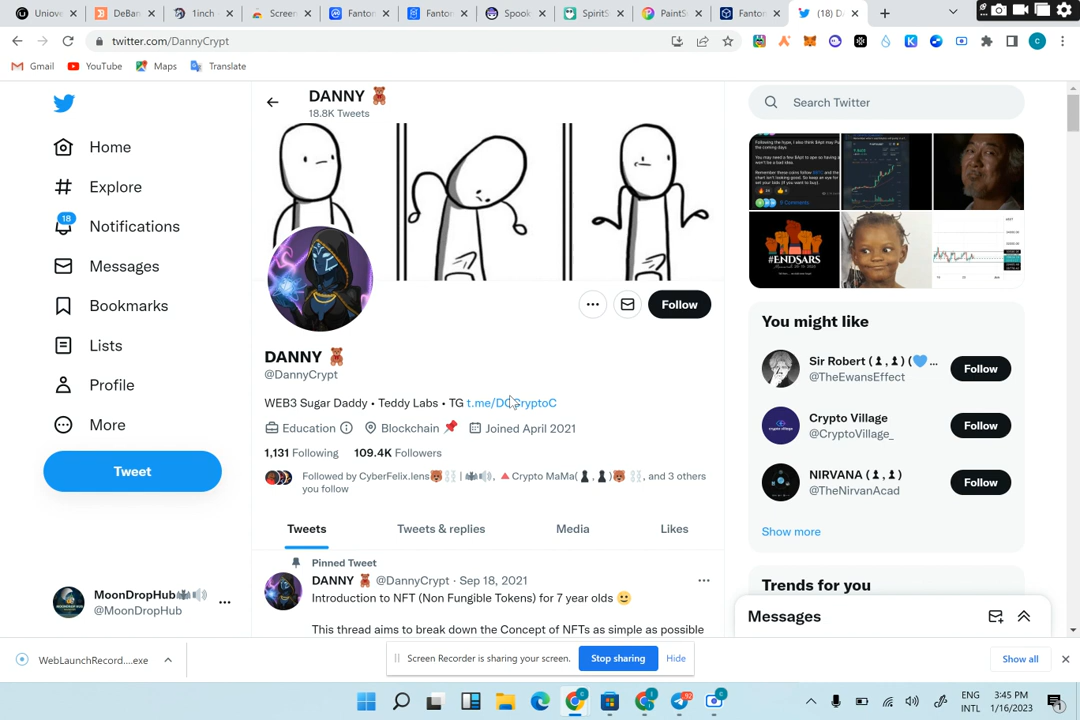 Uniove
DeBan
1inch
Screen
Fanton
Fanton
Spook
SpiritS
PaintS
Fanton
(18) D
twitter.com/DannyCrypt
Gmail
YouTube
Maps
Translate
DANNY 🧸
18.8K Tweets
Search Twitter
Home
Explore
18
Notifications
Messages
Bookmarks
Lists
Profile
More
Tweet
#ENDSARS
Follow
DANNY 🧸
@DannyCrypt
WEB3 Sugar Daddy • Teddy Labs • TG t.me/DCCryptoC
Education
Blockchain 📌
Joined April 2021
1,131 Following 109.4K Followers
Followed by CyberFelix.lens🐻⛓️ | 🦇🔊, 🔺Crypto MaMa(♟,♟)🐻⛓️, and 3 others
you follow
Tweets
Tweets & replies
Media
Likes
Pinned Tweet
DANNY 🧸 @DannyCrypt · Sep 18, 2021
Introduction to NFT (Non Fungible Tokens) for 7 year olds 🙂
This thread aims to break down the Concept of NFTs as simple as possible
You might like
Sir Robert (♟,♟) (💙 ...
@TheEwansEffect
Follow
Crypto Village
@CryptoVillage_
Follow
NIRVANA (♟,♟)
@TheNirvanAcad
Follow
Show more
Trends for you
Messages
MoonDropHub🦇🔊
@MoonDropHub
WebLaunchRecord....exe
Screen Recorder is sharing your screen.
Stop sharing
Hide
Show all
92
ENG
INTL
3:45 PM
1/16/2023